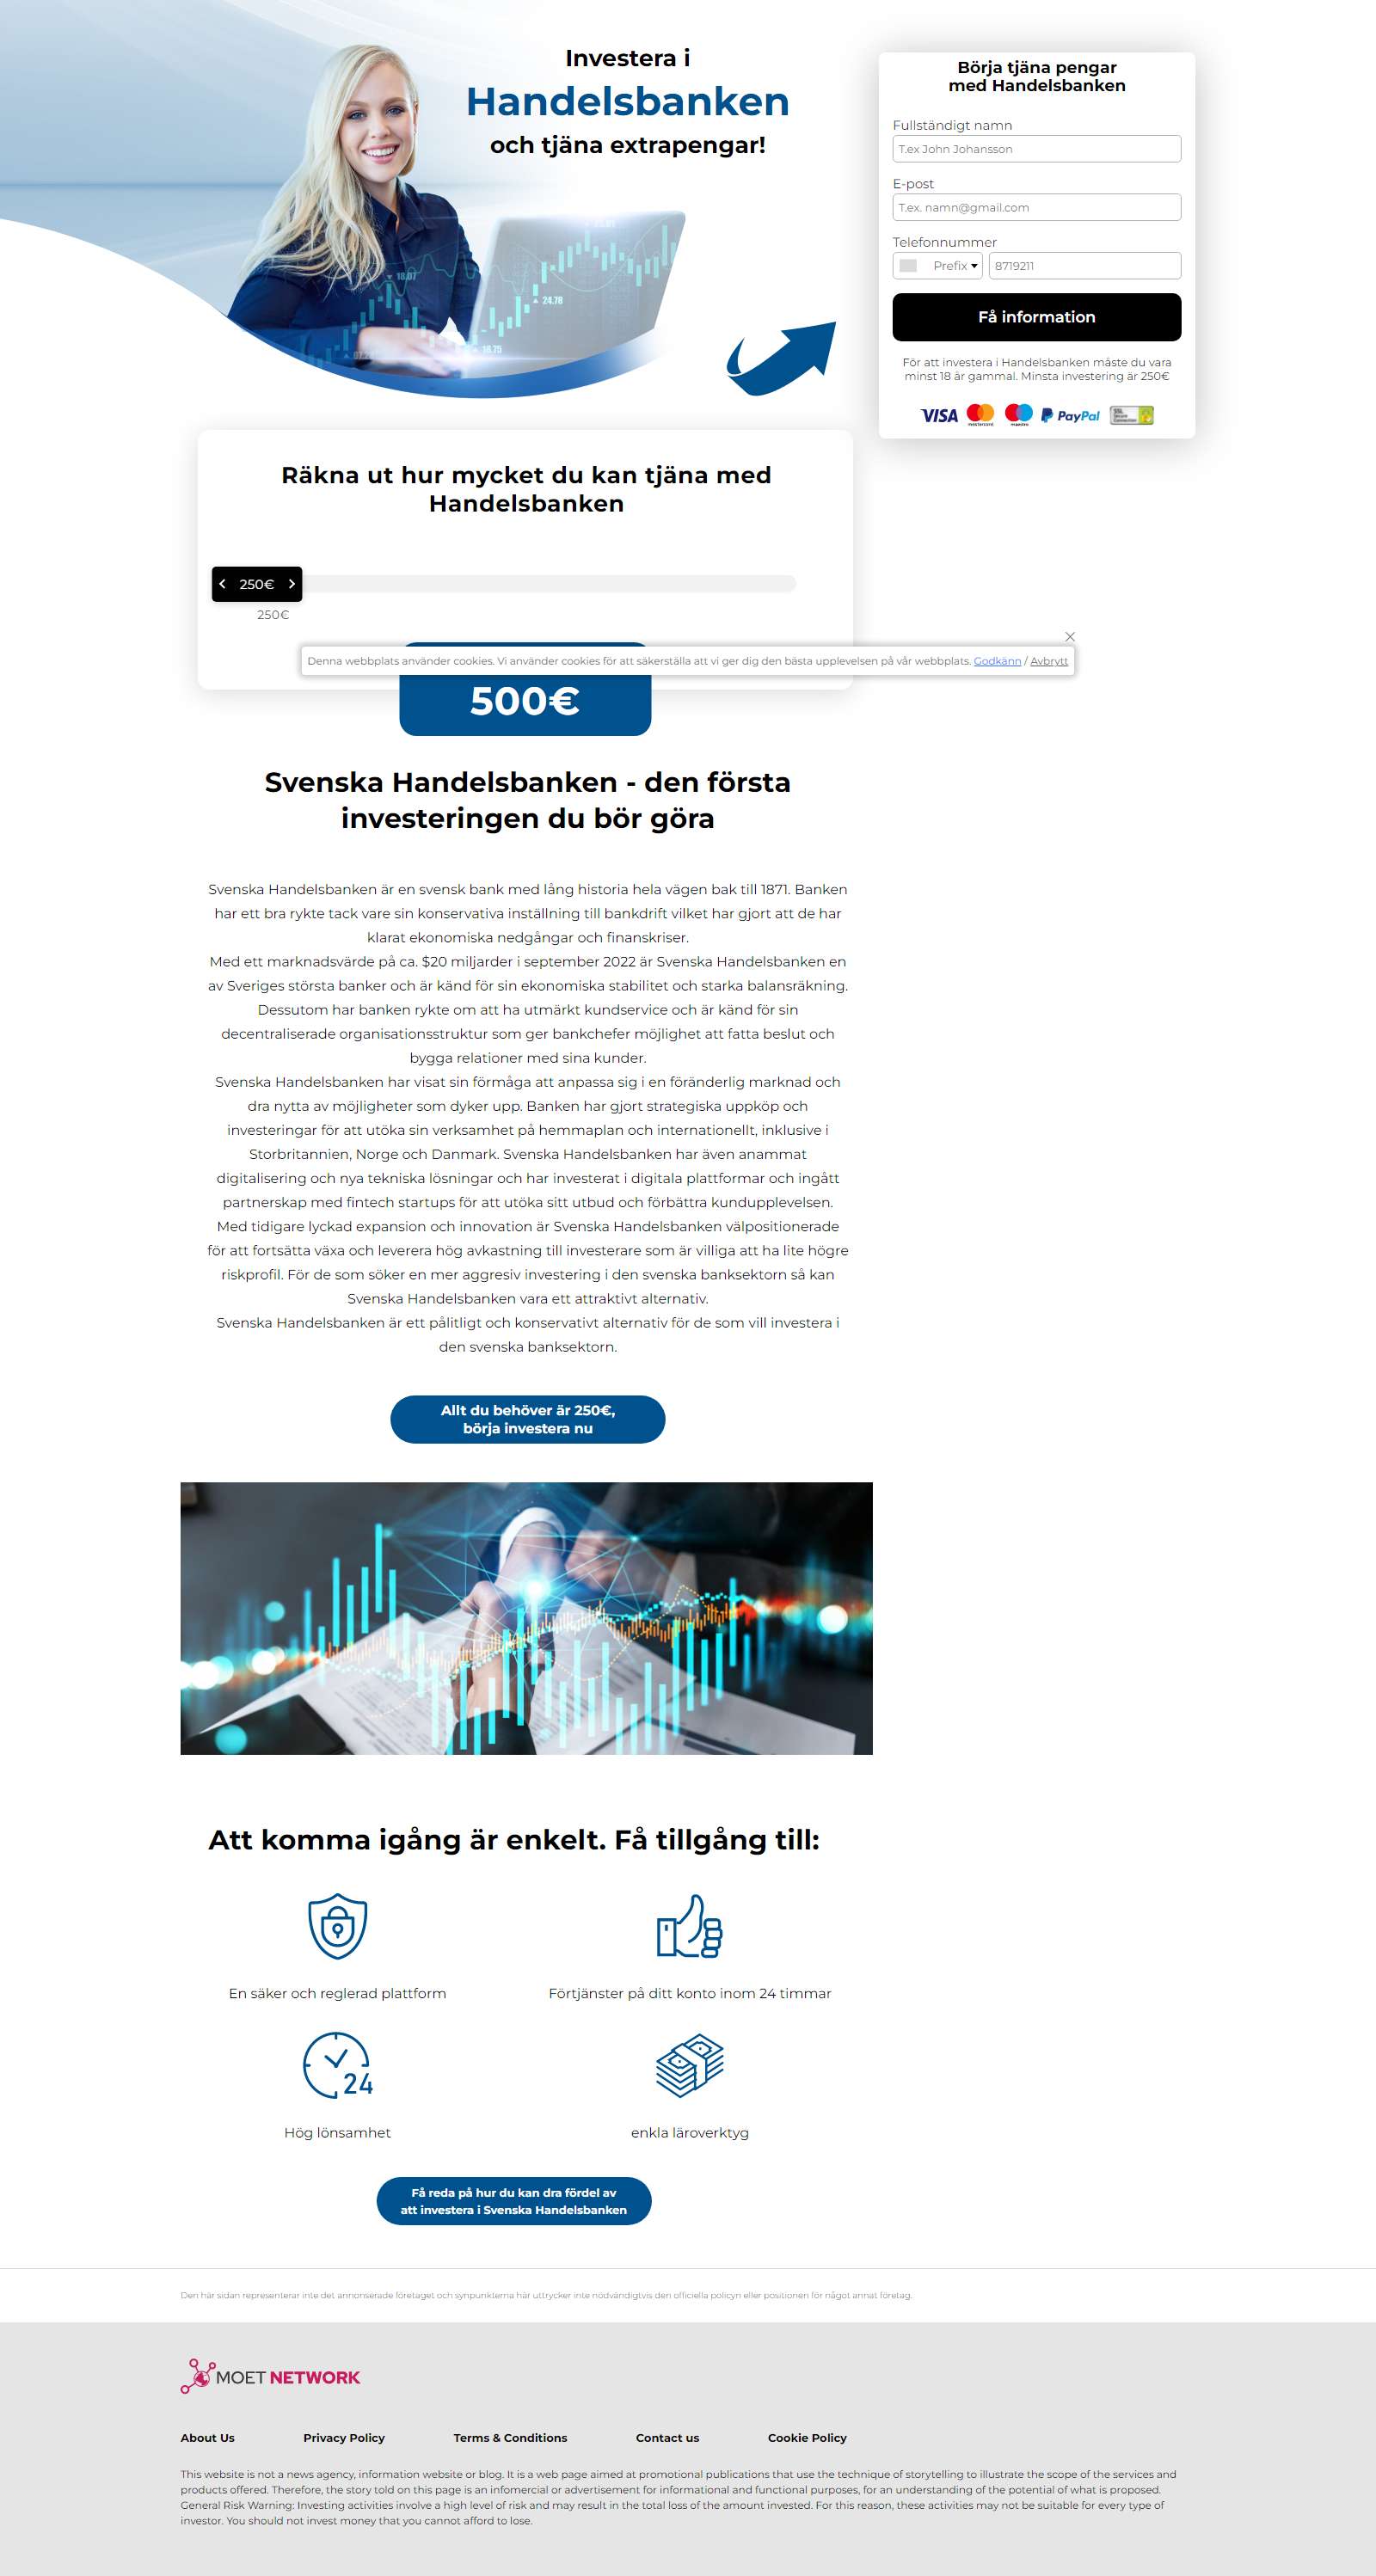 Investera i
Handelsbanken
och tjäna extrapengar!
18.07
24.78
18.75
Börja tjäna pengar
med Handelsbanken
Fullständigt namn
T.ex John Johansson
E-post
T.ex. namn@gmail.com
Telefonnummer
Prefix
8719211
Få information
För att investera i Handelsbanken måste du vara
minst 18 år gammal. Minsta investering är 250€
VISA
mastercard
maestro
PayPal
Räkna ut hur mycket du kan tjäna med
Handelsbanken
250€
250€
Denna webbplats använder cookies. Vi använder cookies för att säkerställa att vi ger dig den bästa upplevelsen på vår webbplats. Godkänn / Avbrytt
500€
Svenska Handelsbanken - den första
investeringen du bör göra
Svenska Handelsbanken är en svensk bank med lång historia hela vägen bak till 1871. Banken
har ett bra rykte tack vare sin konservativa inställning till bankdrift vilket har gjort att de har
klarat ekonomiska nedgångar och finanskriser.
Med ett marknadsvärde på ca. $20 miljarder i september 2022 är Svenska Handelsbanken en
av Sveriges största banker och är känd för sin ekonomiska stabilitet och starka balansräkning.
Dessutom har banken rykte om att ha utmärkt kundservice och är känd för sin
decentraliserade organisationsstruktur som ger bankchefer möjlighet att fatta beslut och
bygga relationer med sina kunder.
Svenska Handelsbanken har visat sin förmåga att anpassa sig i en föränderlig marknad och
dra nytta av möjligheter som dyker upp. Banken har gjort strategiska uppköp och
investeringar för att utöka sin verksamhet på hemmaplan och internationellt, inklusive i
Storbritannien, Norge och Danmark. Svenska Handelsbanken har även anammat
digitalisering och nya tekniska lösningar och har investerat i digitala plattformar och ingått
partnerskap med fintech startups för att utöka sitt utbud och förbättra kundupplevelsen.
Med tidigare lyckad expansion och innovation är Svenska Handelsbanken välpositionerade
för att fortsätta växa och leverera hög avkastning till investerare som är villiga att ha lite högre
riskprofil. För de som söker en mer aggresiv investering i den svenska banksektorn så kan
Svenska Handelsbanken vara ett attraktivt alternativ.
Svenska Handelsbanken är ett pålitligt och konservativt alternativ för de som vill investera i
den svenska banksektorn.
Allt du behöver är 250€,
börja investera nu
Att komma igång är enkelt. Få tillgång till:
En säker och reglerad plattform
Förtjänster på ditt konto inom 24 timmar
24
Hög lönsamhet
enkla läroverktyg
Få reda på hur du kan dra fördel av
att investera i Svenska Handelsbanken
Den här sidan representerar inte det annonserade företaget och synpunkterna här uttrycker inte nödvändigtvis den officiella policyn eller positionen för något annat företag.
MOET NETWORK
About Us
Privacy Policy
Terms & Conditions
Contact us
Cookie Policy
This website is not a news agency, information website or blog. It is a web page aimed at promotional publications that use the technique of storytelling to illustrate the scope of the services and
products offered. Therefore, the story told on this page is an infomercial or advertisement for informational and functional purposes, for an understanding of the potential of what is proposed.
General Risk Warning: Investing activities involve a high level of risk and may result in the total loss of the amount invested. For this reason, these activities may not be suitable for every type of
investor. You should not invest money that you cannot afford to lose.